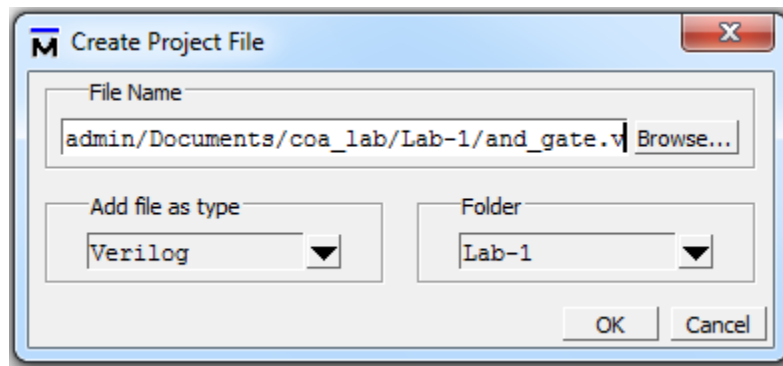 M Create Project File
File Name
admin/Documents/coa_lab/Lab-1/and_gate.v Browse...
Add file as type Folder
Verilog Lab-1
OK Cancel